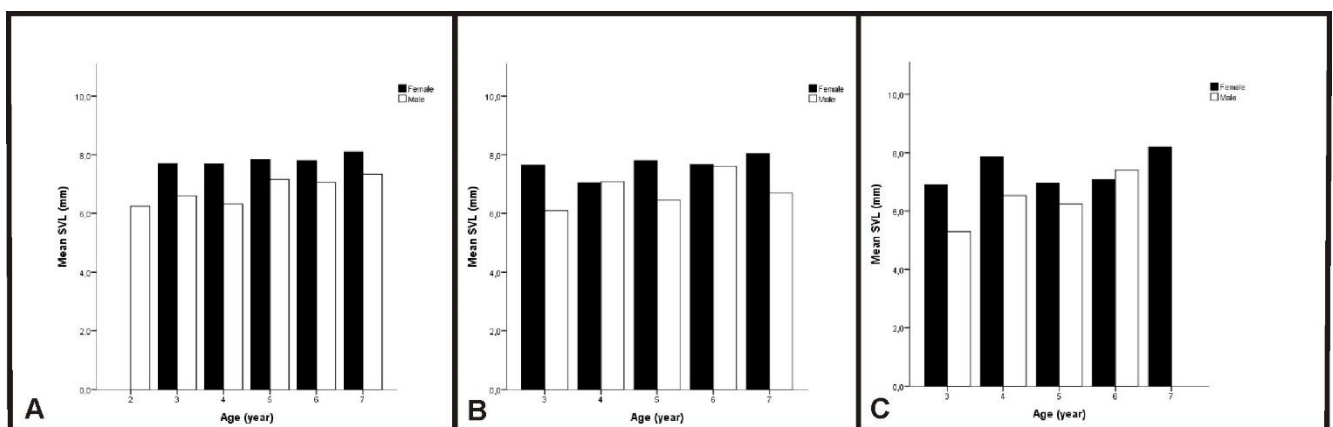 Female
Male
10,0
8,0
6,0
4,0
2,0
0,0
Mean SVL (mm)
2 3 4 5 6 7
Age (year)
A
Female
Male
10,0
8,0
6,0
4,0
2,0
0,0
Mean SVL (mm)
3 4 5 6 7
Age (year)
B
Female
Male
10,0
8,0
6,0
4,0
2,0
0,0
Mean SVL (mm)
3 4 5 6 7
Age (year)
C